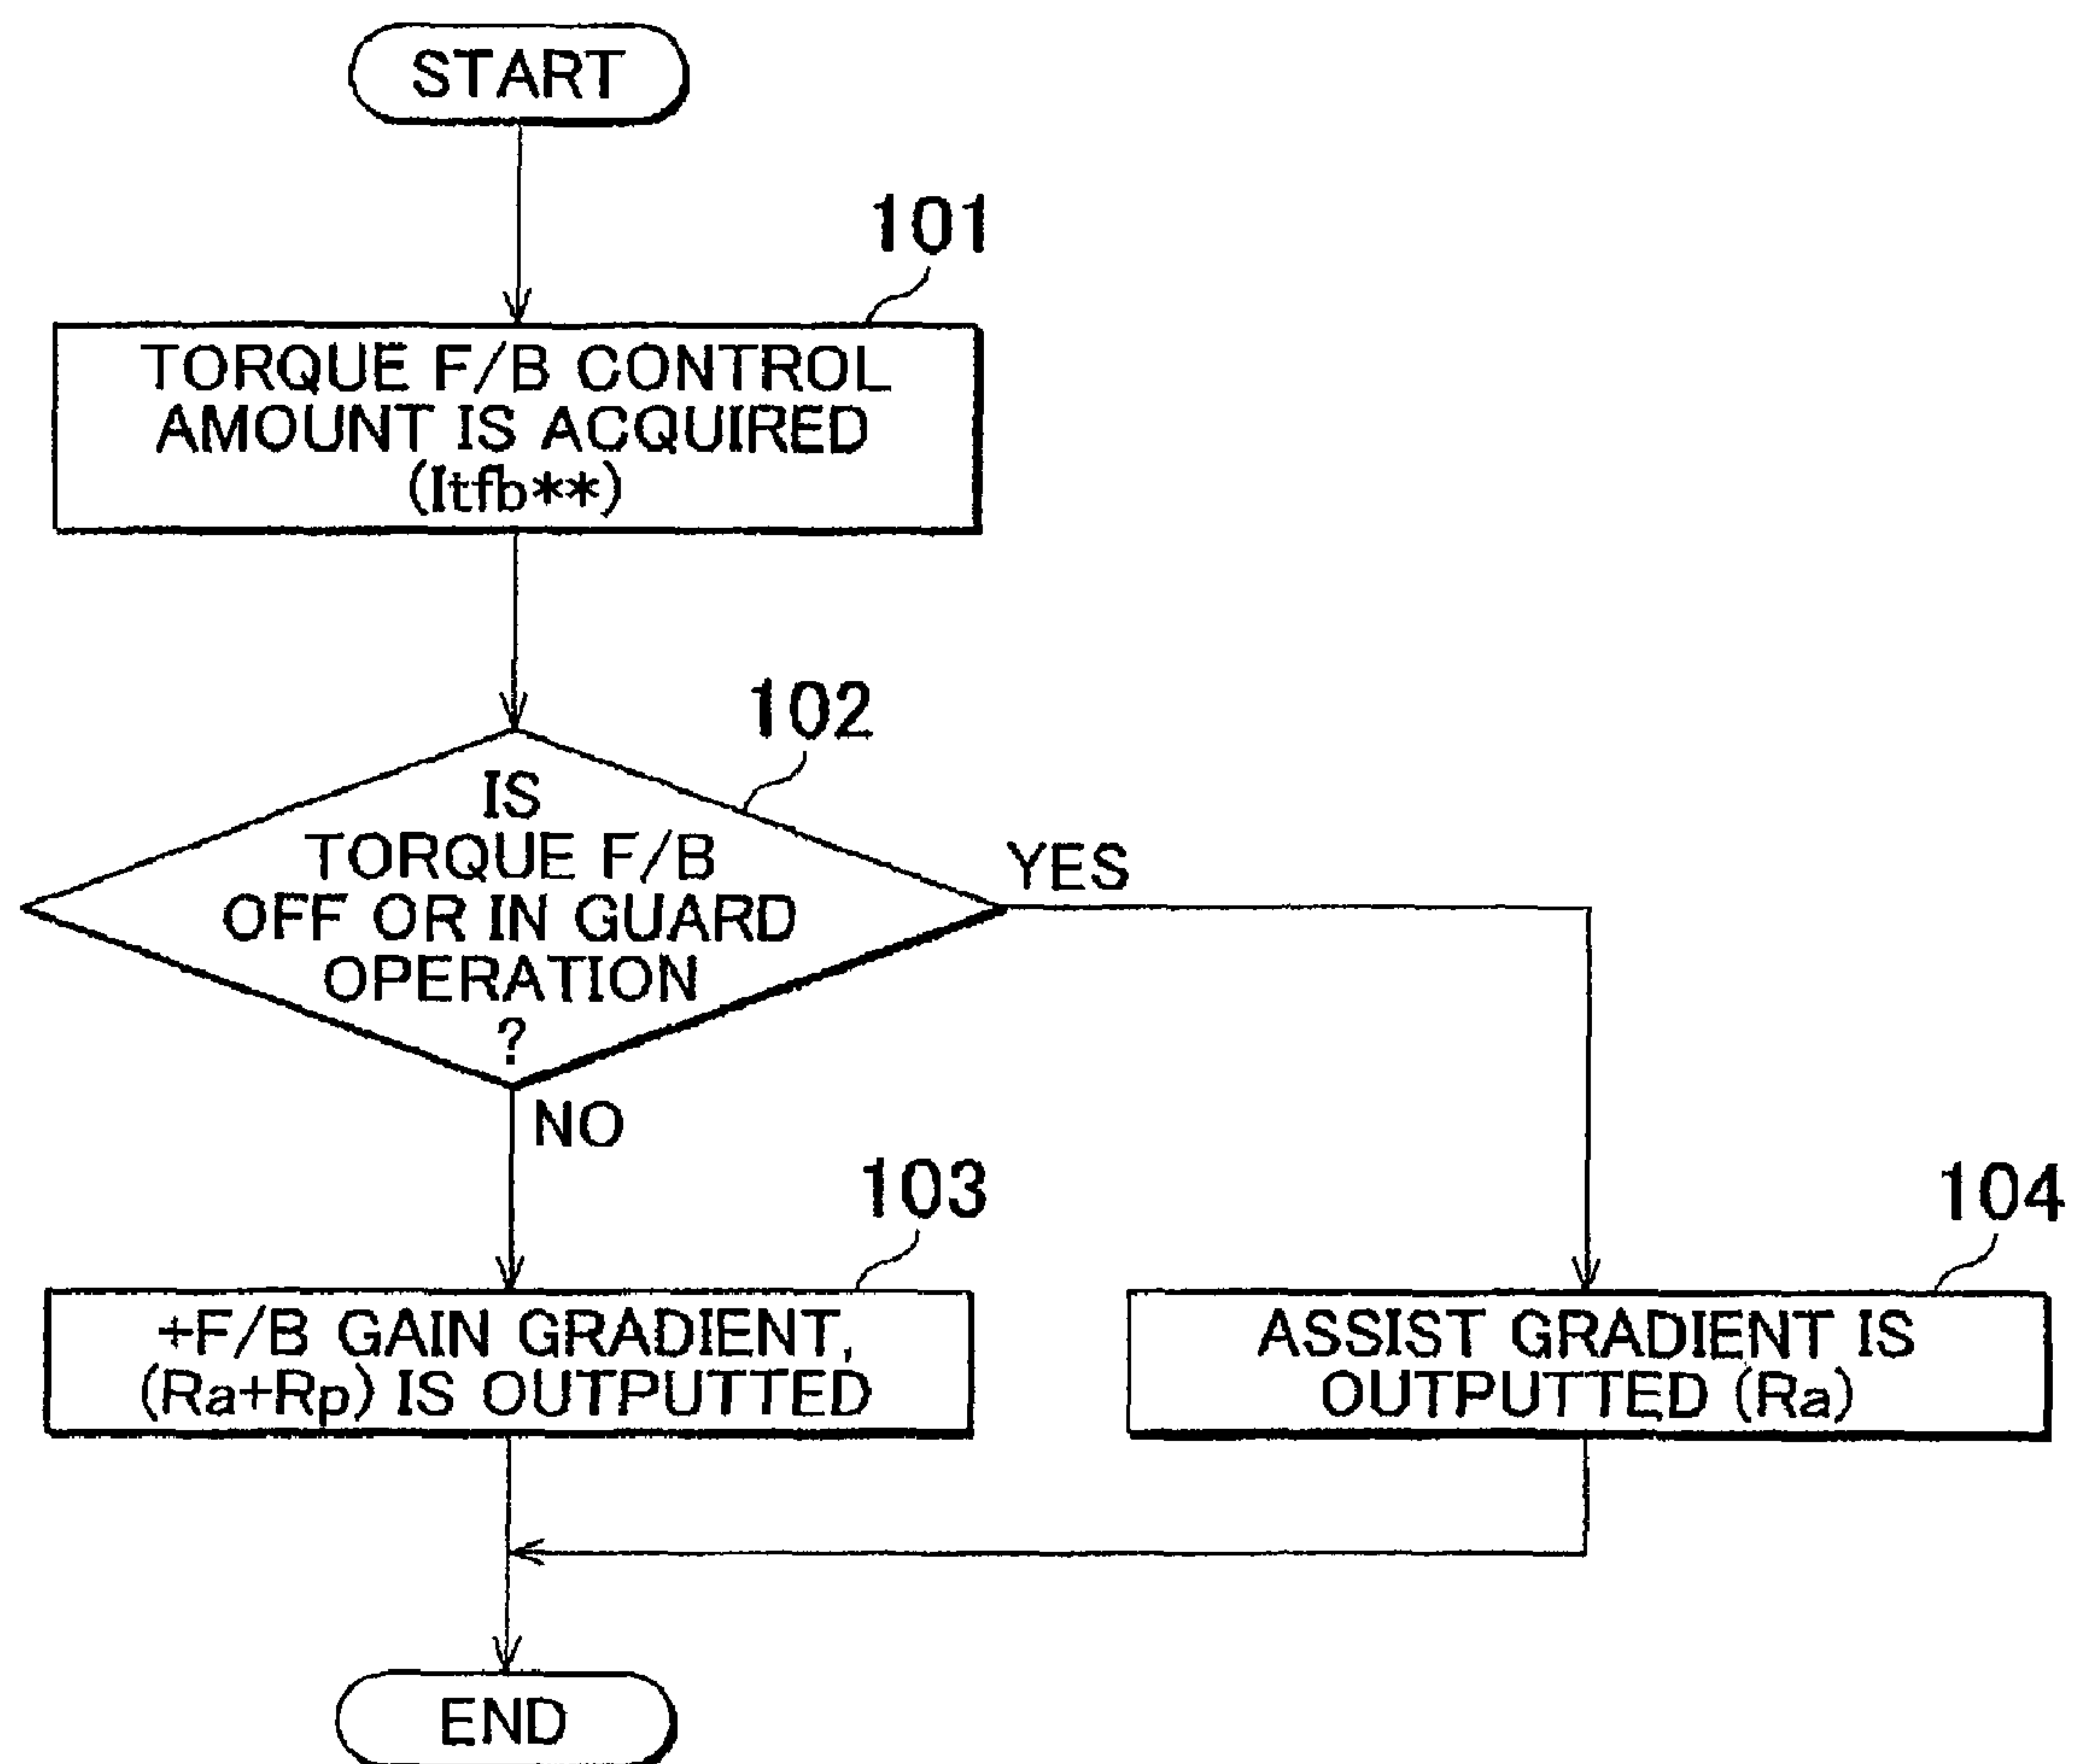 START
101
TORQUE F/B CONTROL
AMOUNT IS ACQUIRED
(Itfb**)
102
IS
TORQUE F/B
OFF OR IN GUARD
OPERATION
?
YES
NO
103
+F/B GAIN GRADIENT,
(Ra+Rp) IS OUTPUTTED
104
ASSIST GRADIENT IS
OUTPUTTED (Ra)
END